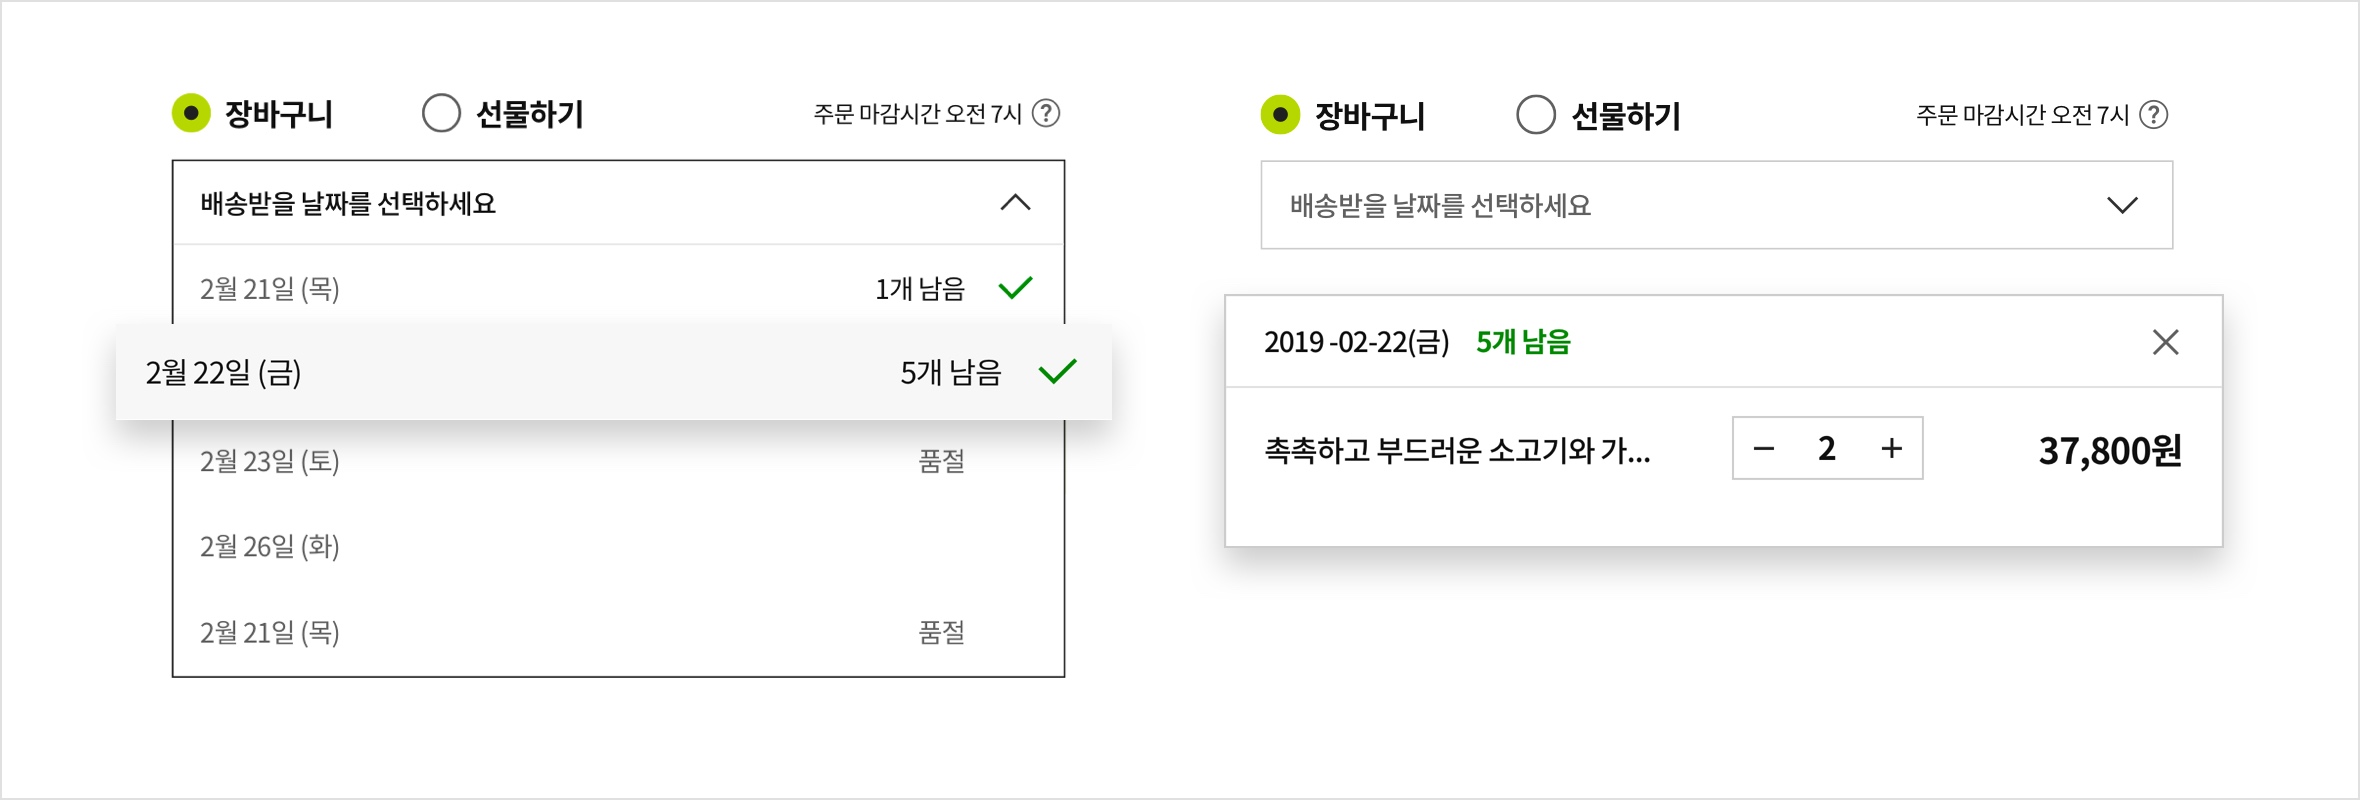 장바구니 선물하기 주문 마감시간 오전 7시 ?
배송받을 날짜를 선택하세요
2월 21일 (목) 1개 남음
2월 22일 (금) 5개 남음
2월 23일 (토) 품절
2월 26일 (화)
2월 21일 (목) 품절
장바구니 선물하기 주문 마감시간 오전 7시 ?
배송받을 날짜를 선택하세요
2019 -02-22(금) 5개 남음
촉촉하고 부드러운 소고기와 가... − 2 + 37,800원